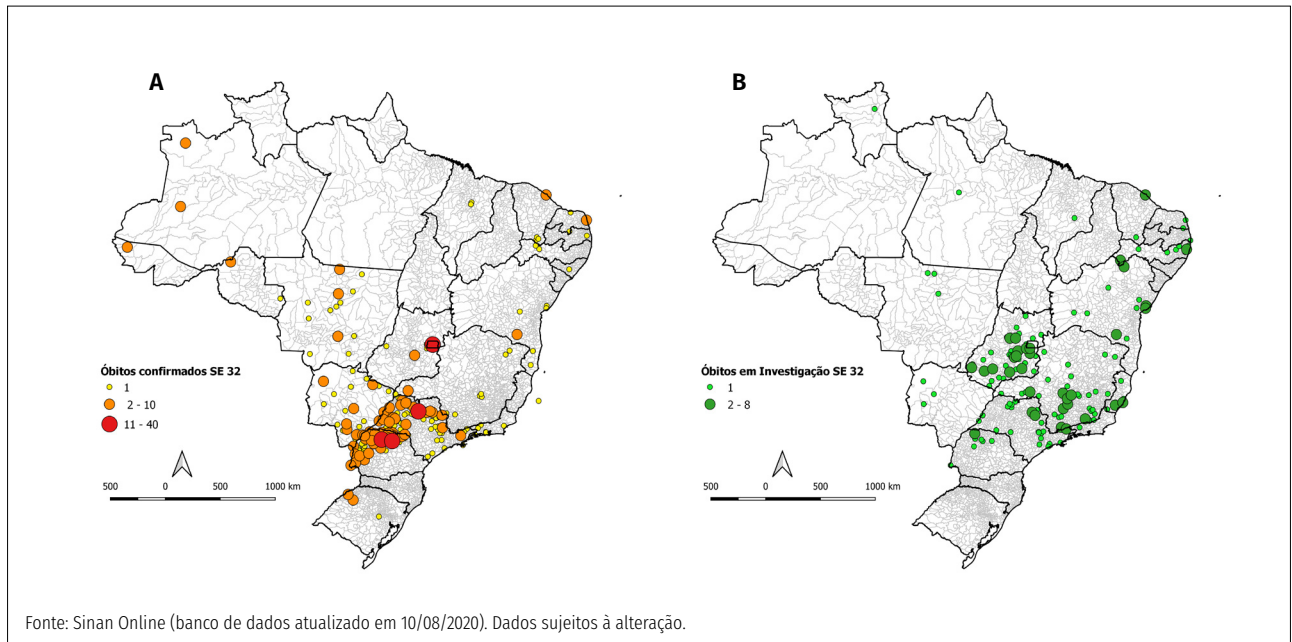 A
Óbitos confirmados SE 32
1
2 - 10
11 - 40
500 0 500 1000 km
B
Óbitos em Investigação SE 32
1
2 - 8
500 0 500 1000 km
Fonte: Sinan Online (banco de dados atualizado em 10/08/2020). Dados sujeitos à alteração.